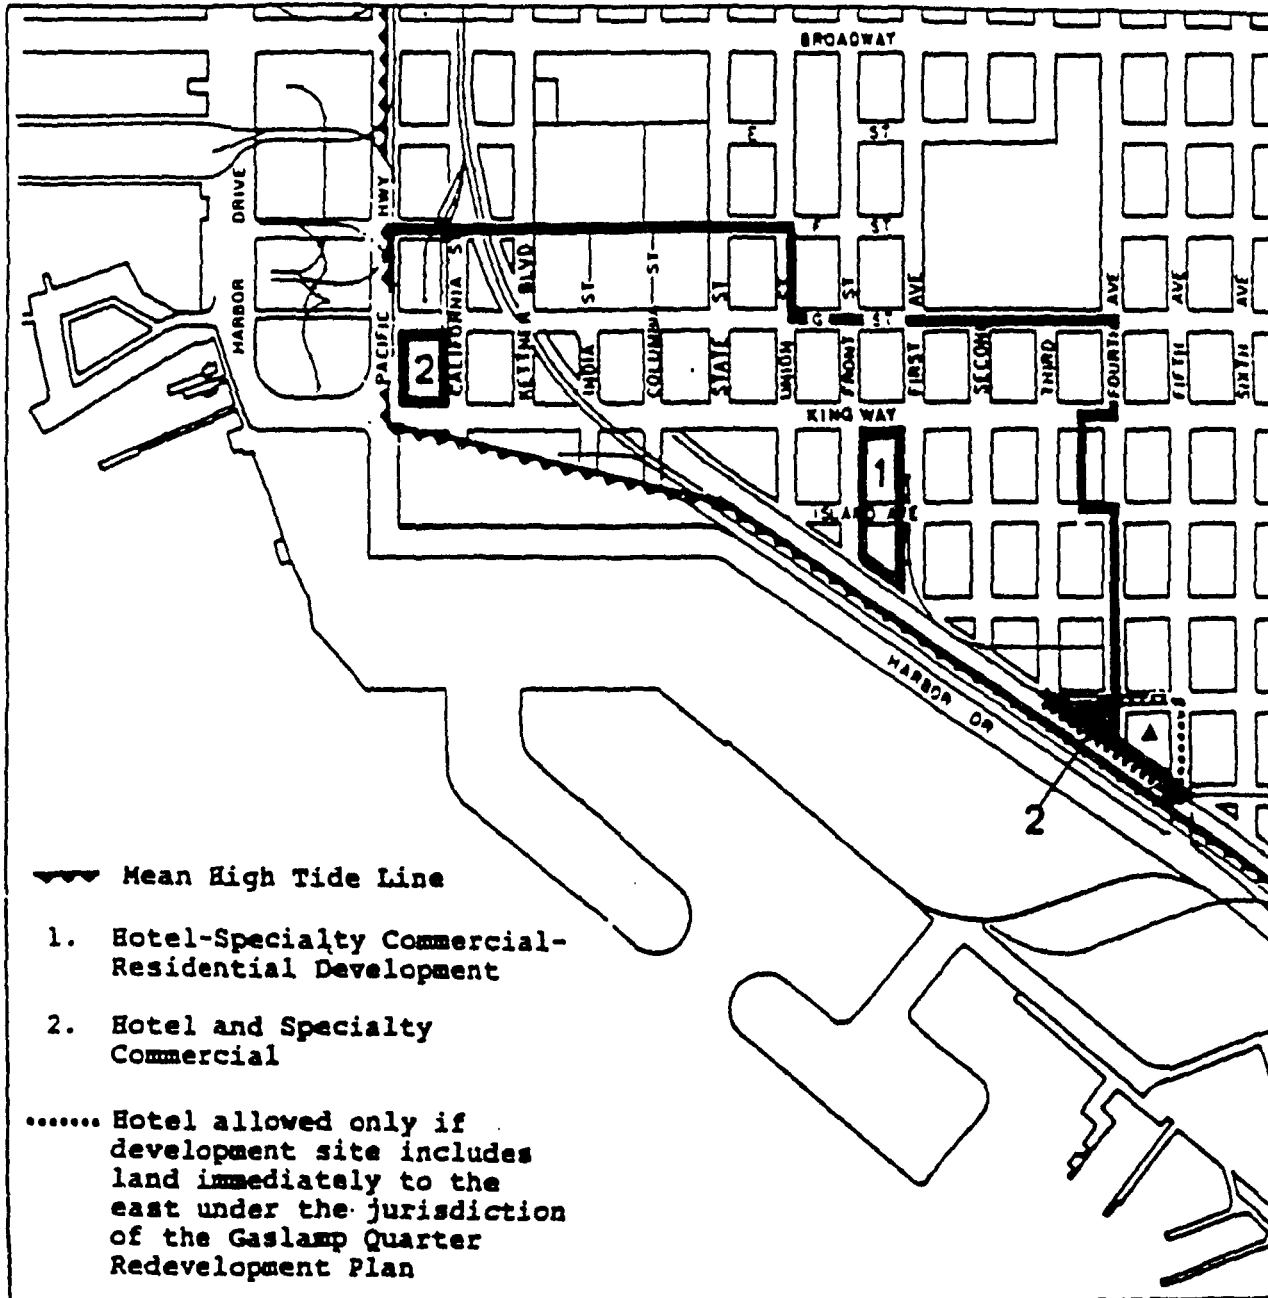 BROADWAY
E ST
F ST
DRIVE
HARBOR
HWY
PACIFIC
CALIFORNIA S
KETTNER BLVD
INDIA ST
COLUMBIA ST
STATE ST
UNION ST
FRONT ST
FIRST AVE
SECOND
THIRD
FOURTH AVE
FIFTH AVE
SIXTH AVE
G ST
2
KING WAY
1
ISLAND AVE
HARBOR DR
2
Mean High Tide Line
1. Hotel-Specialty Commercial-
Residential Development
2. Hotel and Specialty
Commercial
Hotel allowed only if
development site includes
land immediately to the
east under the jurisdiction
of the Gaslamp Quarter
Redevelopment Plan